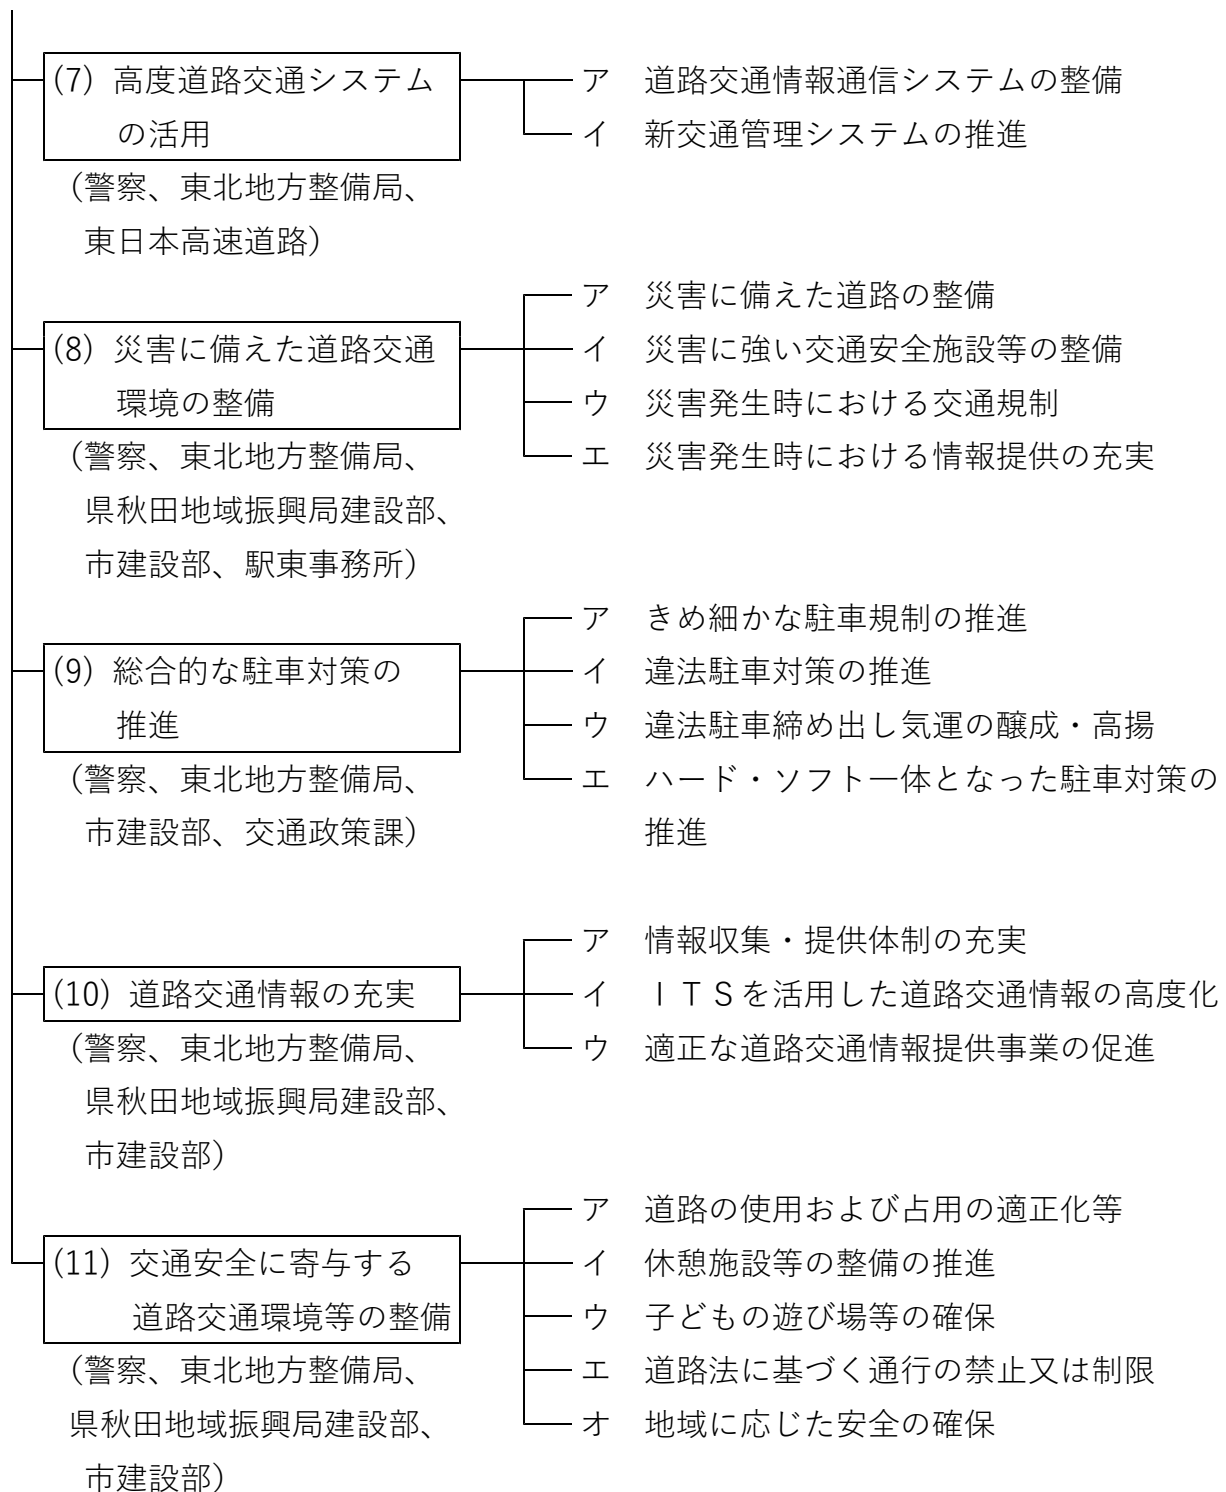 (7) 高度道路交通システム
の活用
(警察、東北地方整備局、
東日本高速道路)
ア 道路交通情報通信システムの整備
イ 新交通管理システムの推進
(8) 災害に備えた道路交通
環境の整備
(警察、東北地方整備局、
県秋田地域振興局建設部、
市建設部、駅東事務所)
ア 災害に備えた道路の整備
イ 災害に強い交通安全施設等の整備
ウ 災害発生時における交通規制
エ 災害発生時における情報提供の充実
(9) 総合的な駐車対策の
推進
(警察、東北地方整備局、
市建設部、交通政策課)
ア きめ細かな駐車規制の推進
イ 違法駐車対策の推進
ウ 違法駐車締め出し気運の醸成・高揚
エ ハード・ソフト一体となった駐車対策の
推進
(10) 道路交通情報の充実
(警察、東北地方整備局、
県秋田地域振興局建設部、
市建設部)
ア 情報収集・提供体制の充実
イ ＩＴＳを活用した道路交通情報の高度化
ウ 適正な道路交通情報提供事業の促進
(11) 交通安全に寄与する
道路交通環境等の整備
(警察、東北地方整備局、
県秋田地域振興局建設部、
市建設部)
ア 道路の使用および占用の適正化等
イ 休憩施設等の整備の推進
ウ 子どもの遊び場等の確保
エ 道路法に基づく通行の禁止又は制限
オ 地域に応じた安全の確保